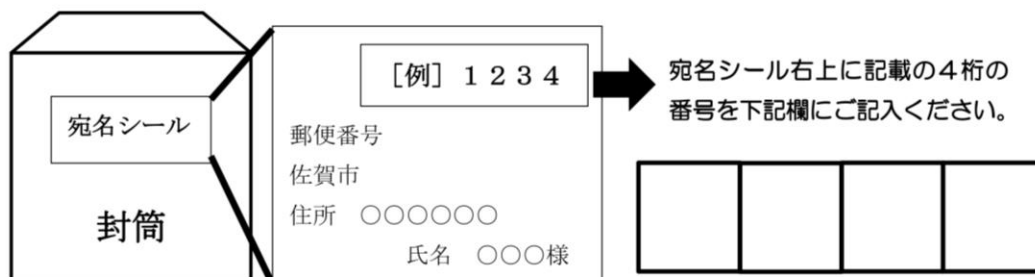 宛名シール
封筒
［例］１２３４
郵便番号
佐賀市
住所　○○○○○○
氏名　○○○様
宛名シール右上に記載の４桁の
番号を下記欄にご記入ください。